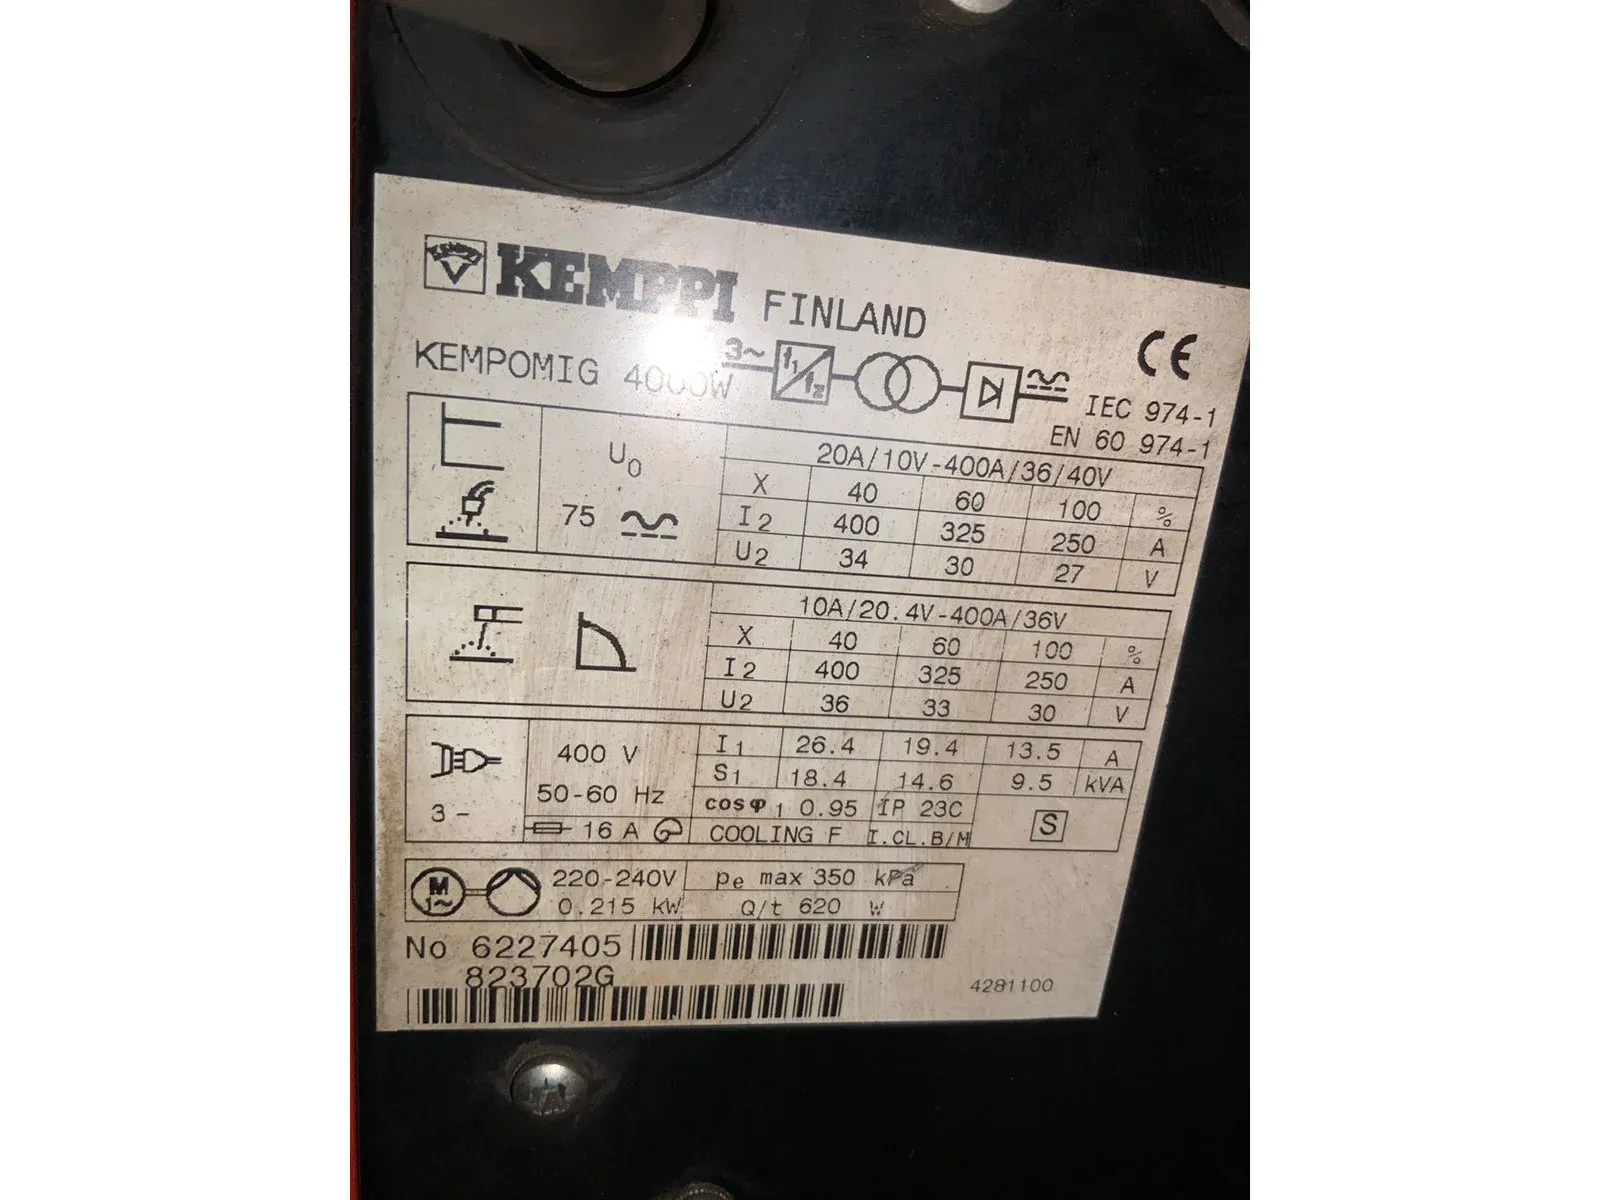 KEMPPI FINLAND
CE
KEMPOMIG 4000W 3~ f1 f2
IEC 974-1
EN 60 974-1
U0 20A/10V-400A/36/40V
75 X 40 60 100 %
I2 400 325 250 A
U2 34 30 27 V
10A/20.4V-400A/36V
X 40 60 100 %
I2 400 325 250 A
U2 36 33 30 V
400 V I1 26.4 19.4 13.5 A
50-60 Hz S1 18.4 14.6 9.5 kVA
3~ cosφ1 0.95 IP 23C S
16 A COOLING F I.CL.B/M
M 1~ 220-240V pe max 350 kPa
0.215 kW Q/t 620 W
No 6227405
823702G
4281100